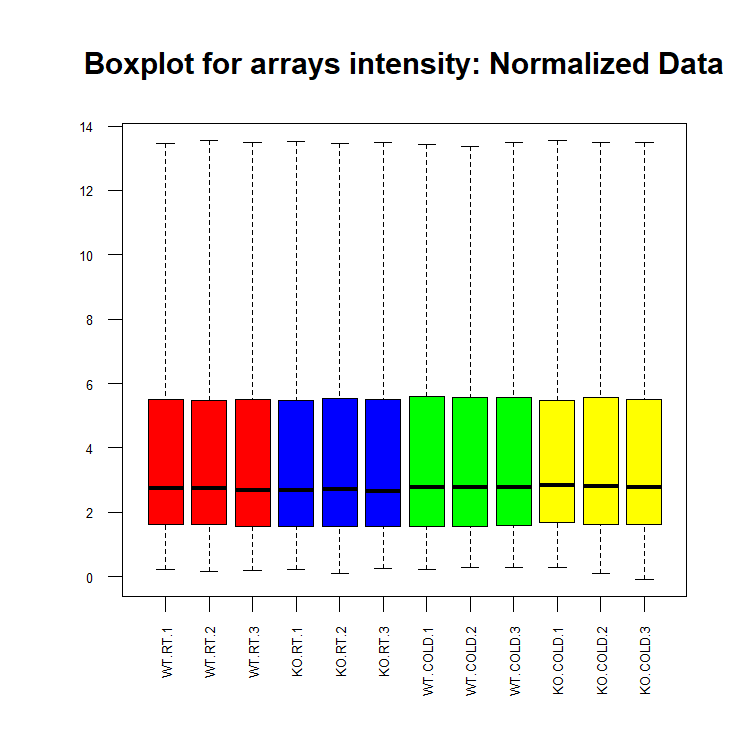 Boxplot for arrays intensity: Normalized Data
14
12
10
8
6
4
2
0
WT.RT.1
WT.RT.2
WT.RT.3
KO.RT.1
KO.RT.2
KO.RT.3
WT.COLD.1
WT.COLD.2
WT.COLD.3
KO.COLD.1
KO.COLD.2
KO.COLD.3